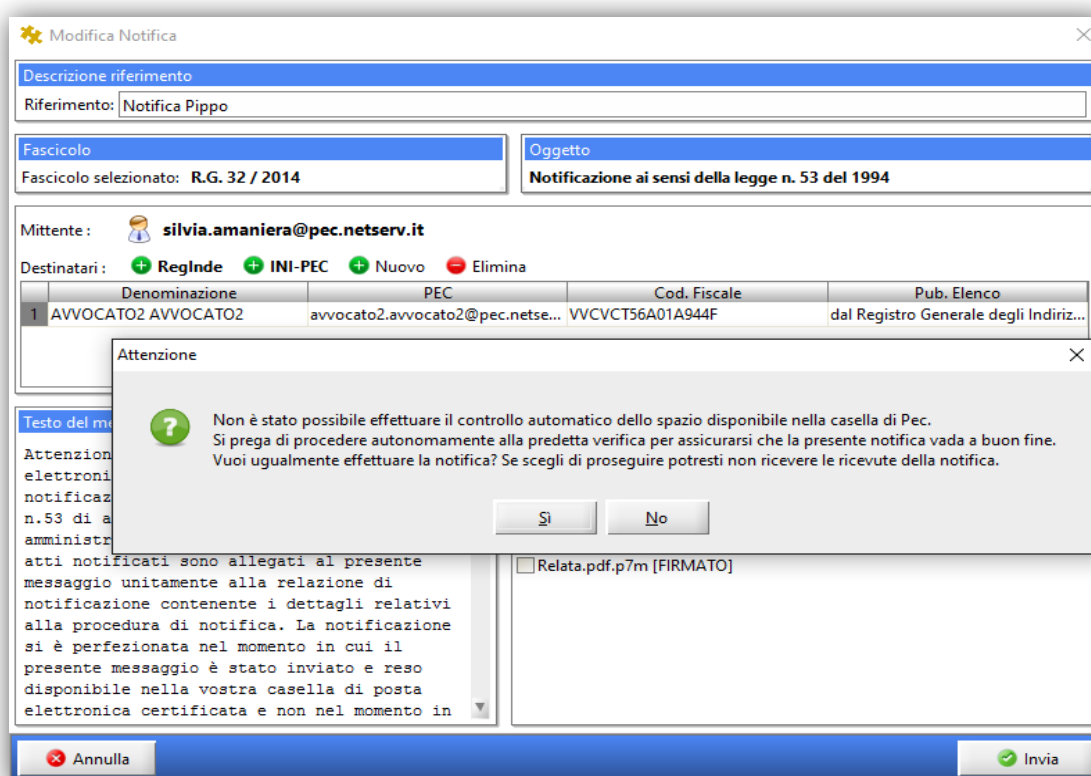 Modifica Notifica
Descrizione riferimento
Riferimento: Notifica Pippo
Fascicolo
Fascicolo selezionato: R.G. 32 / 2014
Oggetto
Notificazione ai sensi della legge n. 53 del 1994
Mittente : silvia.amaniera@pec.netserv.it
Destinatari : RegInde INI-PEC Nuovo Elimina
Denominazione PEC Cod. Fiscale Pub. Elenco
1 AVVOCATO2 AVVOCATO2 avvocato2.avvocato2@pec.netse... VVCVCT56A01A944F dal Registro Generale degli Indiriz...
Attenzione
Non è stato possibile effettuare il controllo automatico dello spazio disponibile nella casella di Pec.
Si prega di procedere autonomamente alla predetta verifica per assicurarsi che la presente notifica vada a buon fine.
Vuoi ugualmente effettuare la notifica? Se scegli di proseguire potresti non ricevere le ricevute della notifica.
Sì No
Testo del me
Attenzion
elettroni
notificaz
n.53 di a
amministr
atti notificati sono allegati al presente
messaggio unitamente alla relazione di
notificazione contenente i dettagli relativi
alla procedura di notifica. La notificazione
si è perfezionata nel momento in cui il
presente messaggio è stato inviato e reso
disponibile nella vostra casella di posta
elettronica certificata e non nel momento in
Relata.pdf.p7m [FIRMATO]
Annulla Invia